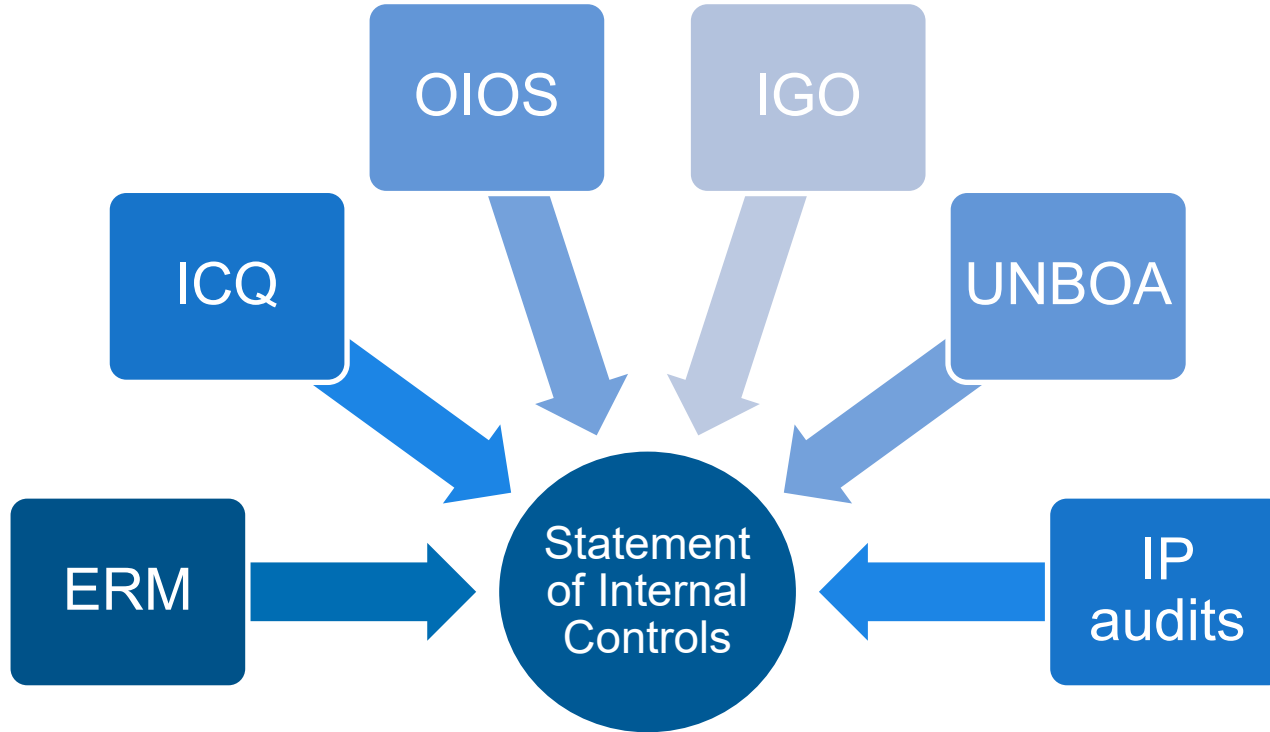 OIOS
IGO
ICQ
UNBOA
ERM
Statement
of Internal
Controls
IP
audits